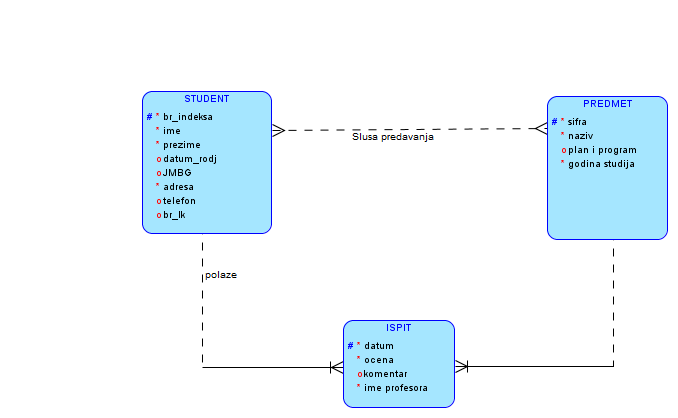 STUDENT
# * br_indeksa
* ime
* prezime
o datum_rodj
o JMBG
* adresa
o telefon
o br_lk
Slusa predavanja
PREDMET
# * sifra
* naziv
o plan i program
* godina studija
polaze
ISPIT
# * datum
* ocena
o komentar
* ime profesora